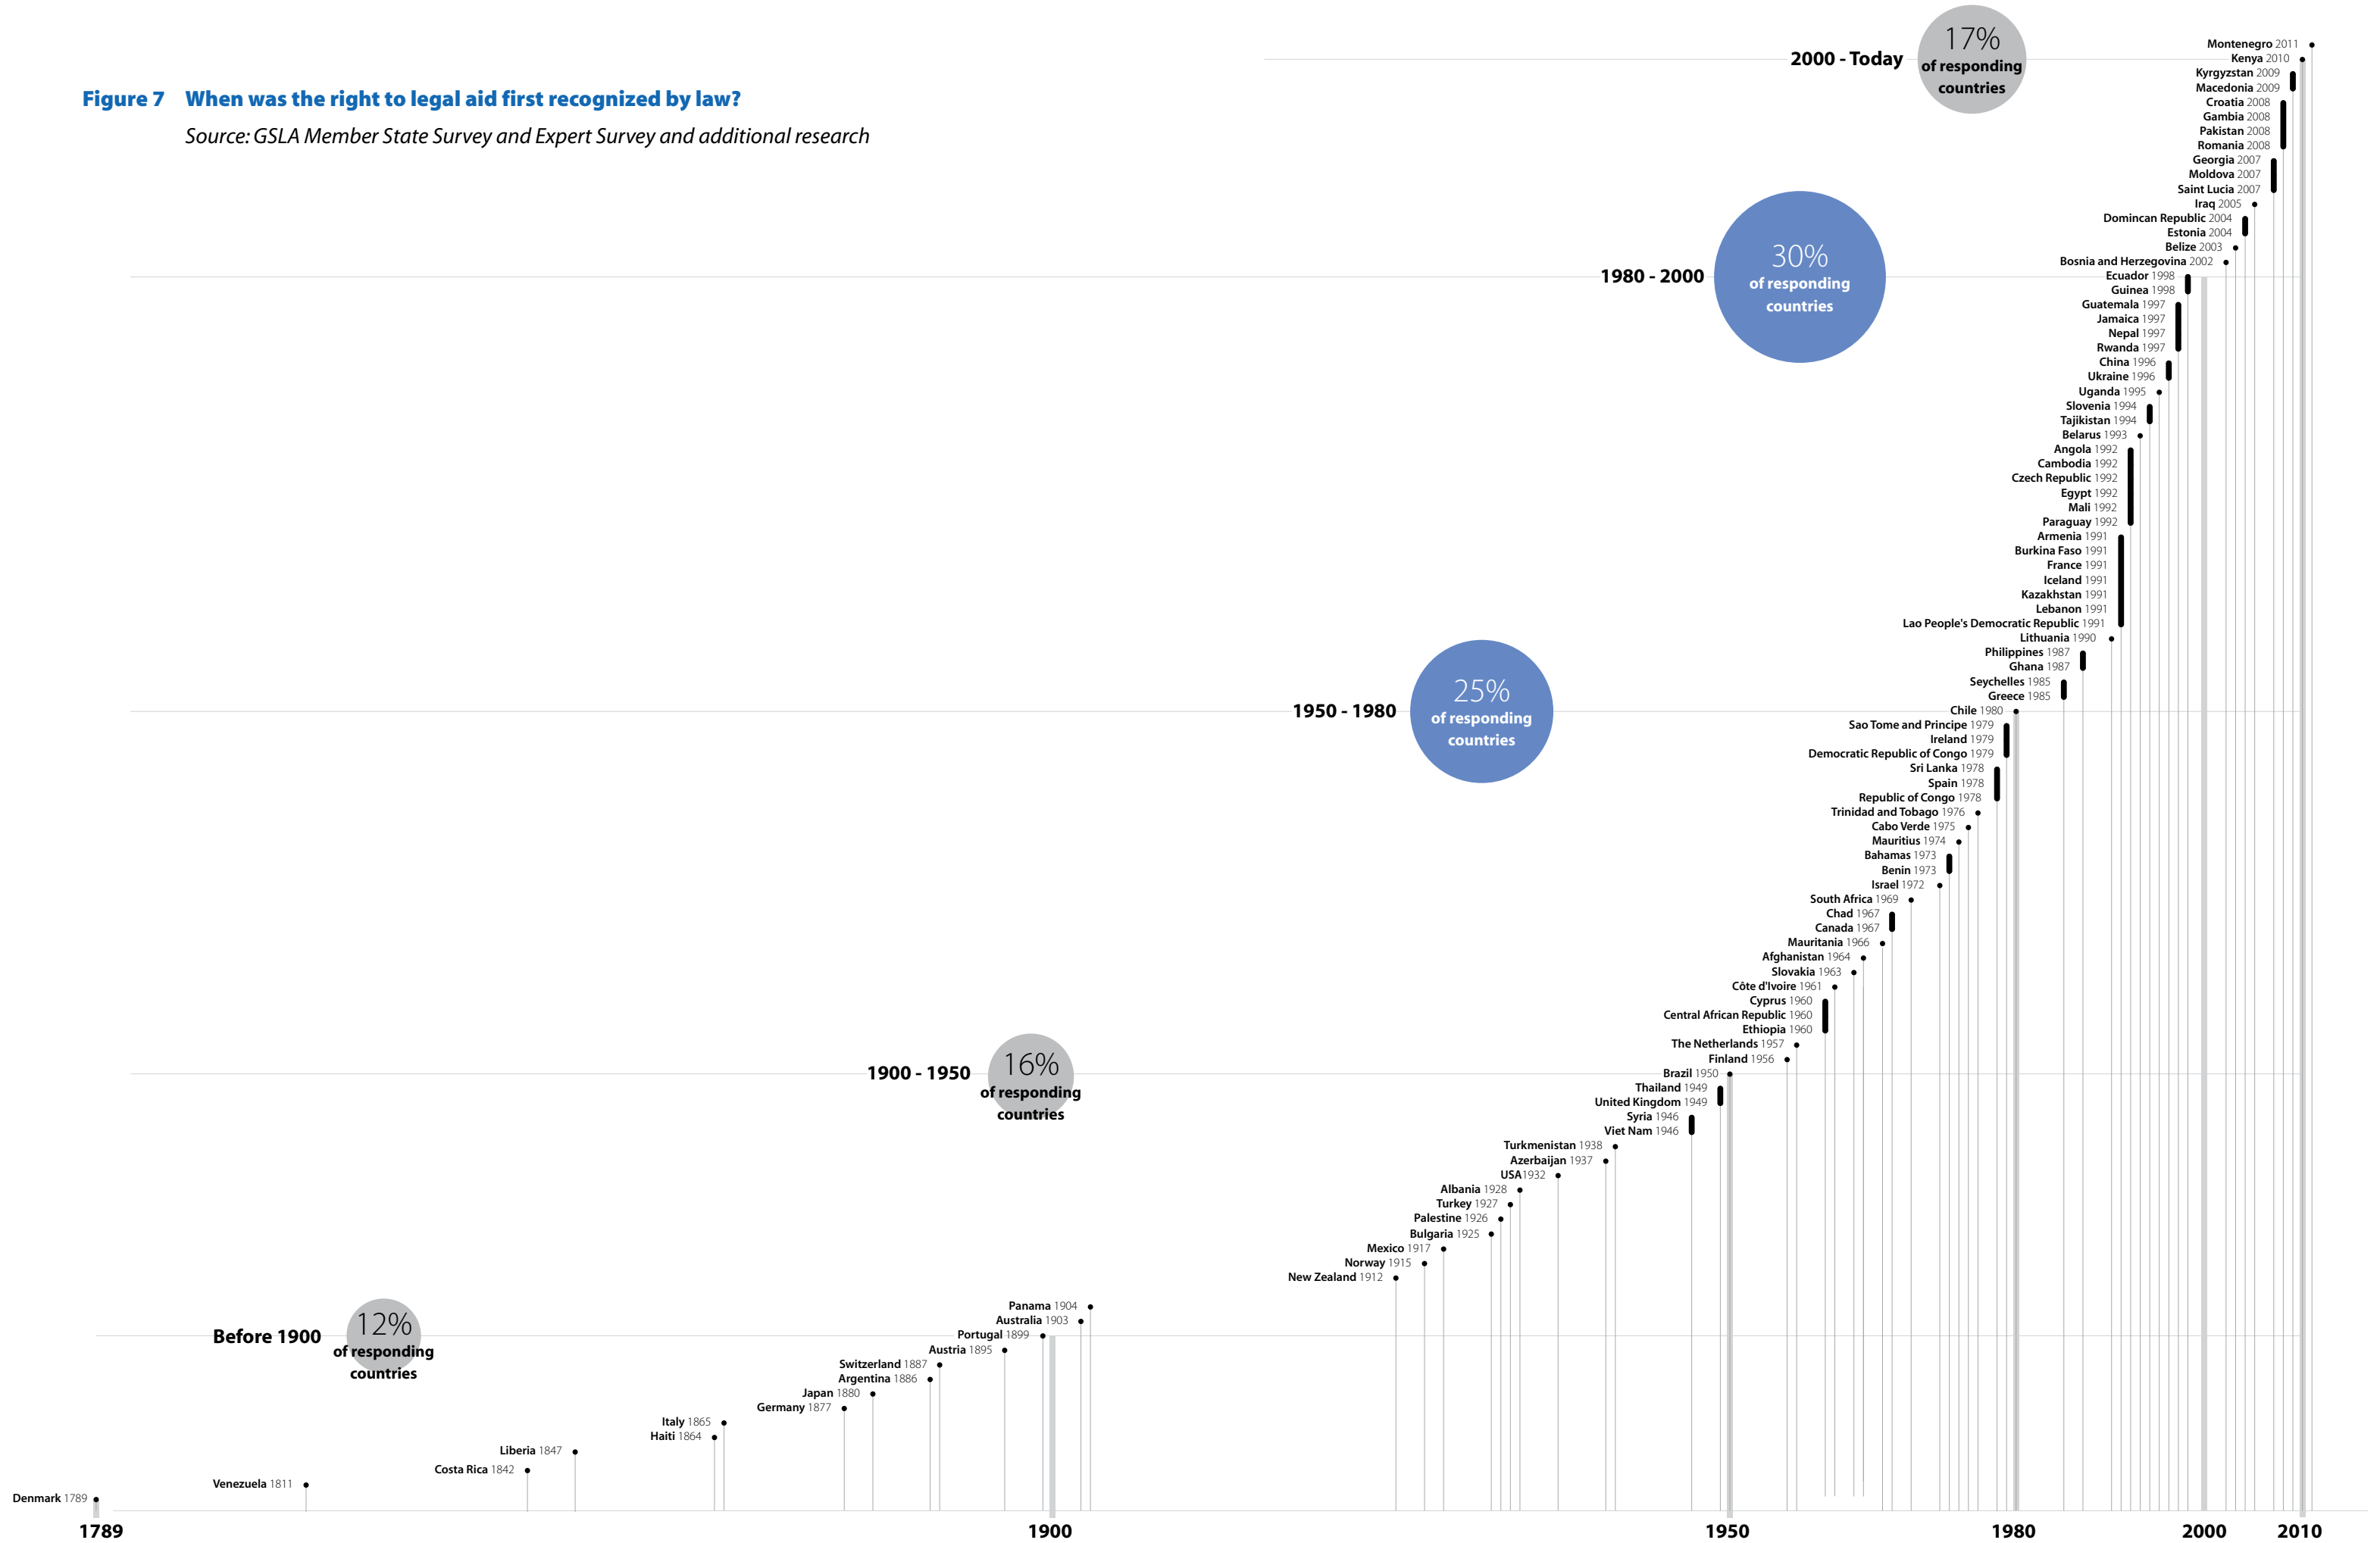 Figure 7 When was the right to legal aid first recognized by law?
Source: GSLA Member State Survey and Expert Survey and additional research
2000 - Today
17%
of responding
countries
Montenegro 2011
Kenya 2010
Kyrgyzstan 2009
Macedonia 2009
Croatia 2008
Gambia 2008
Pakistan 2008
Romania 2008
Georgia 2007
Moldova 2007
Saint Lucia 2007
Iraq 2005
Domincan Republic 2004
Estonia 2004
Belize 2003
Bosnia and Herzegovina 2002
1980 - 2000
30%
of responding
countries
Ecuador 1998
Guinea 1998
Guatemala 1997
Jamaica 1997
Nepal 1997
Rwanda 1997
China 1996
Ukraine 1996
Uganda 1995
Slovenia 1994
Tajikistan 1994
Belarus 1993
Angola 1992
Cambodia 1992
Czech Republic 1992
Egypt 1992
Mali 1992
Paraguay 1992
Armenia 1991
Burkina Faso 1991
France 1991
Iceland 1991
Kazakhstan 1991
Lebanon 1991
Lao People's Democratic Republic 1991
Lithuania 1990
Philippines 1987
Ghana 1987
Seychelles 1985
Greece 1985
1950 - 1980
25%
of responding
countries
Chile 1980
Sao Tome and Principe 1979
Ireland 1979
Democratic Republic of Congo 1979
Sri Lanka 1978
Spain 1978
Republic of Congo 1978
Trinidad and Tobago 1976
Cabo Verde 1975
Mauritius 1974
Bahamas 1973
Benin 1973
Israel 1972
South Africa 1969
Chad 1967
Canada 1967
Mauritania 1966
Afghanistan 1964
Slovakia 1963
Côte d'Ivoire 1961
Cyprus 1960
Central African Republic 1960
Ethiopia 1960
The Netherlands 1957
Finland 1956
1900 - 1950
16%
of responding
countries
Brazil 1950
Thailand 1949
United Kingdom 1949
Syria 1946
Viet Nam 1946
Turkmenistan 1938
Azerbaijan 1937
USA1932
Albania 1928
Turkey 1927
Palestine 1926
Bulgaria 1925
Mexico 1917
Norway 1915
New Zealand 1912
Panama 1904
Australia 1903
Before 1900
12%
of responding
countries
Portugal 1899
Austria 1895
Switzerland 1887
Argentina 1886
Japan 1880
Germany 1877
Italy 1865
Haiti 1864
Liberia 1847
Costa Rica 1842
Venezuela 1811
Denmark 1789
1789 1900 1950 1980 2000 2010